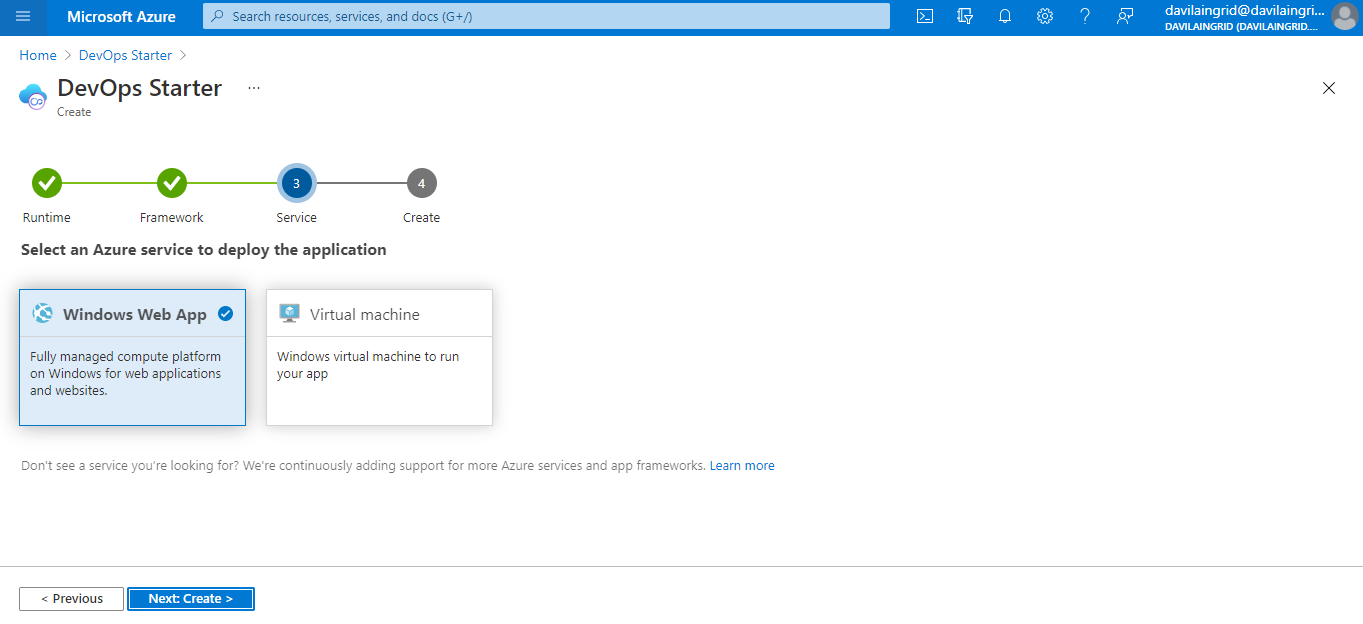 Microsoft Azure
Search resources, services, and docs (G+/)
davilaingrid@davilaingri...
DAVILAINGRID (DAVILAINGRID....
Home > DevOps Starter >
DevOps Starter ...
Create
3
4
Runtime
Framework
Service
Create
Select an Azure service to deploy the application
Windows Web App
Fully managed compute platform
on Windows for web applications
and websites.
Virtual machine
Windows virtual machine to run
your app
Don't see a service you're looking for? We're continuously adding support for more Azure services and app frameworks. Learn more
< Previous
Next: Create >